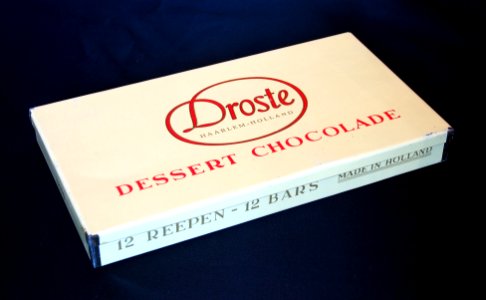 Droste
HAARLEM-HOLLAND
DESSERT CHOCOLADE
12 REEPEN - 12 BARS
MADE IN HOLLAND